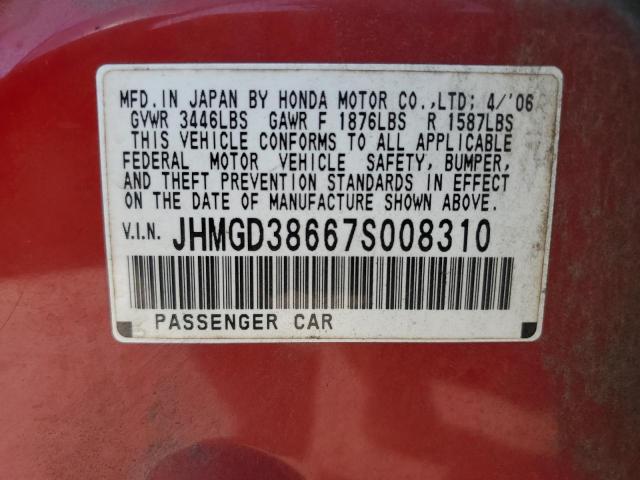 MFD. IN JAPAN BY HONDA MOTOR CO.,LTD; 4/'06
GVWR 3446LBS GAWR F 1876LBS R 1587LBS
THIS VEHICLE CONFORMS TO ALL APPLICABLE
FEDERAL MOTOR VEHICLE SAFETY, BUMPER,
AND THEFT PREVENTION STANDARDS IN EFFECT
ON THE DATE OF MANUFACTURE SHOWN ABOVE.
V.I.N. JHMGD38667S008310
PASSENGER CAR